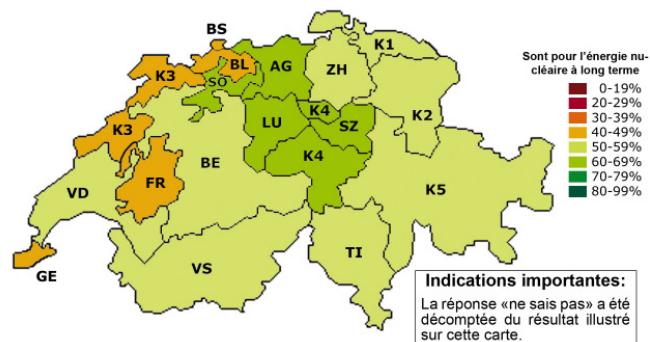 BS
K1
Sont pour l'énergie nu-
cléaire à long terme
K3
BL
AG
ZH
SO
0-19%
20-29%
30-39%
40-49%
50-59%
60-69%
70-79%
80-99%
K3
LU
K4
SZ
K2
BE
K4
VD
FR
K5
GE
VS
TI
Indications importantes:
La réponse «ne sais pas» a été
décomptée du résultat illustré
sur cette carte.